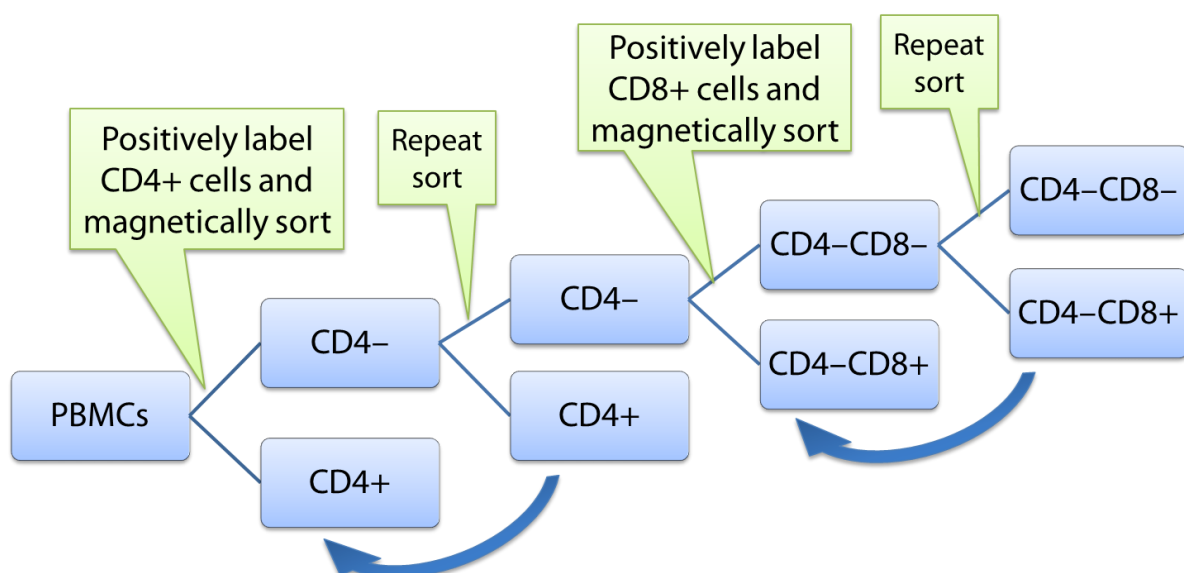 Positively label
CD4+ cells and
magnetically sort
Repeat
sort
Positively label
CD8+ cells and
magnetically sort
Repeat
sort
PBMCs
CD4–
CD4+
CD4–
CD4+
CD4–CD8–
CD4–CD8+
CD4–CD8–
CD4–CD8+